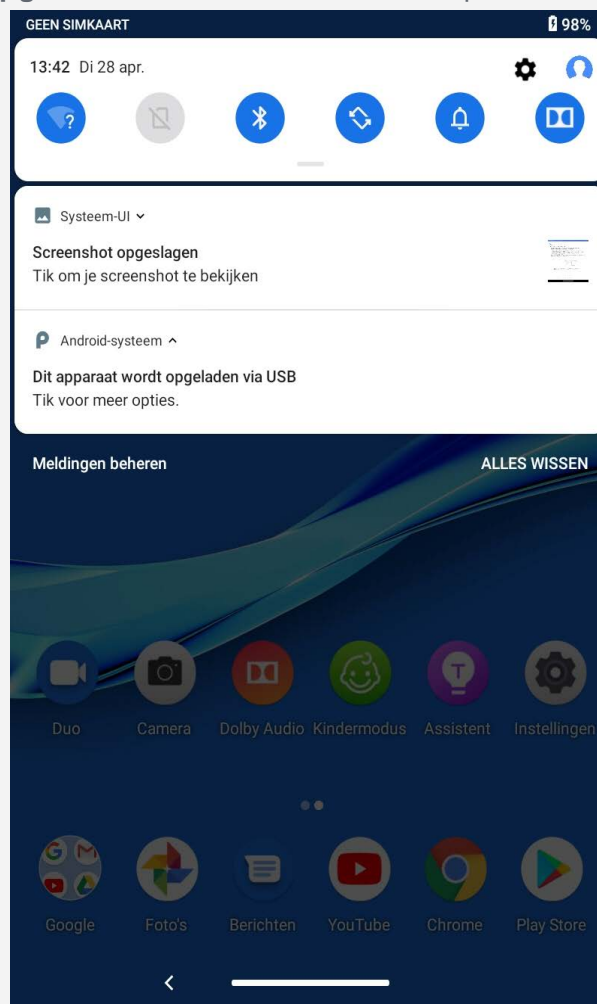 GEEN SIMKAART 98%
13:42 Di 28 apr.
Systeem-UI
Screenshot opgeslagen
Tik om je screenshot te bekijken
Android-systeem
Dit apparaat wordt opgeladen via USB
Tik voor meer opties.
Meldingen beheren ALLES WISSEN
Duo Camera Dolby Audio Kindermodus Assistent Instellingen
Google Foto's Berichten YouTube Chrome Play Store